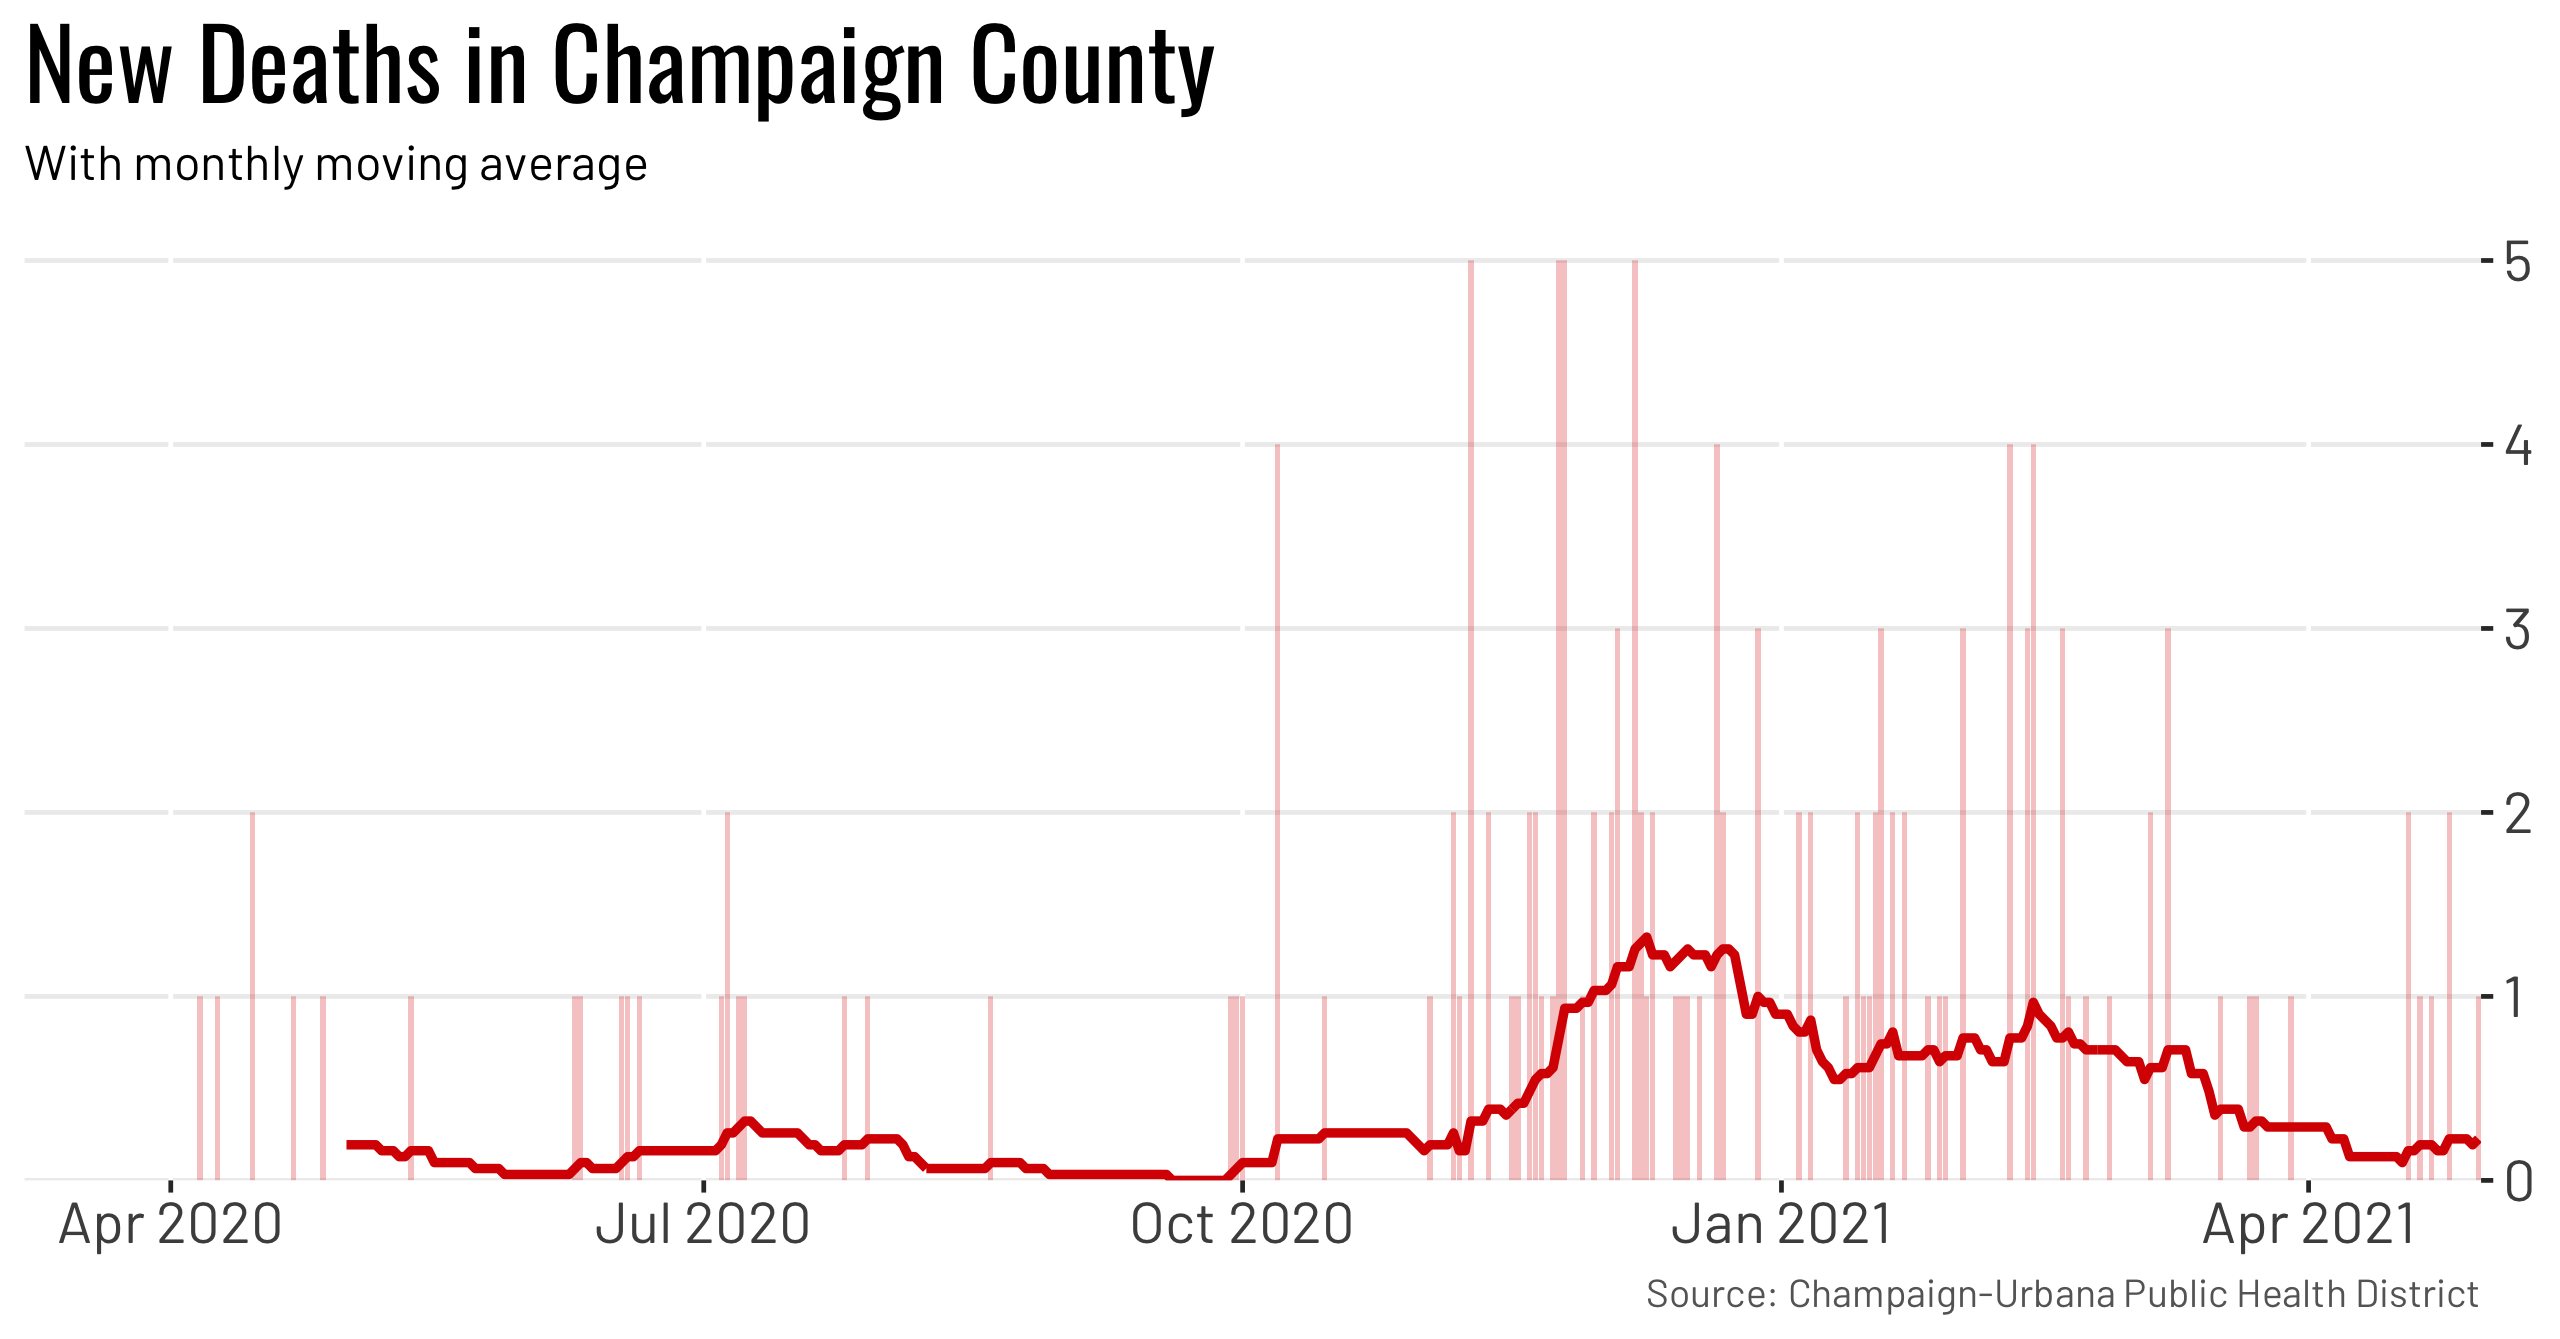 New Deaths in Champaign County
With monthly moving average
5
4
3
2
1
0
Apr 2020 Jul 2020 Oct 2020 Jan 2021 Apr 2021
Source: Champaign-Urbana Public Health District